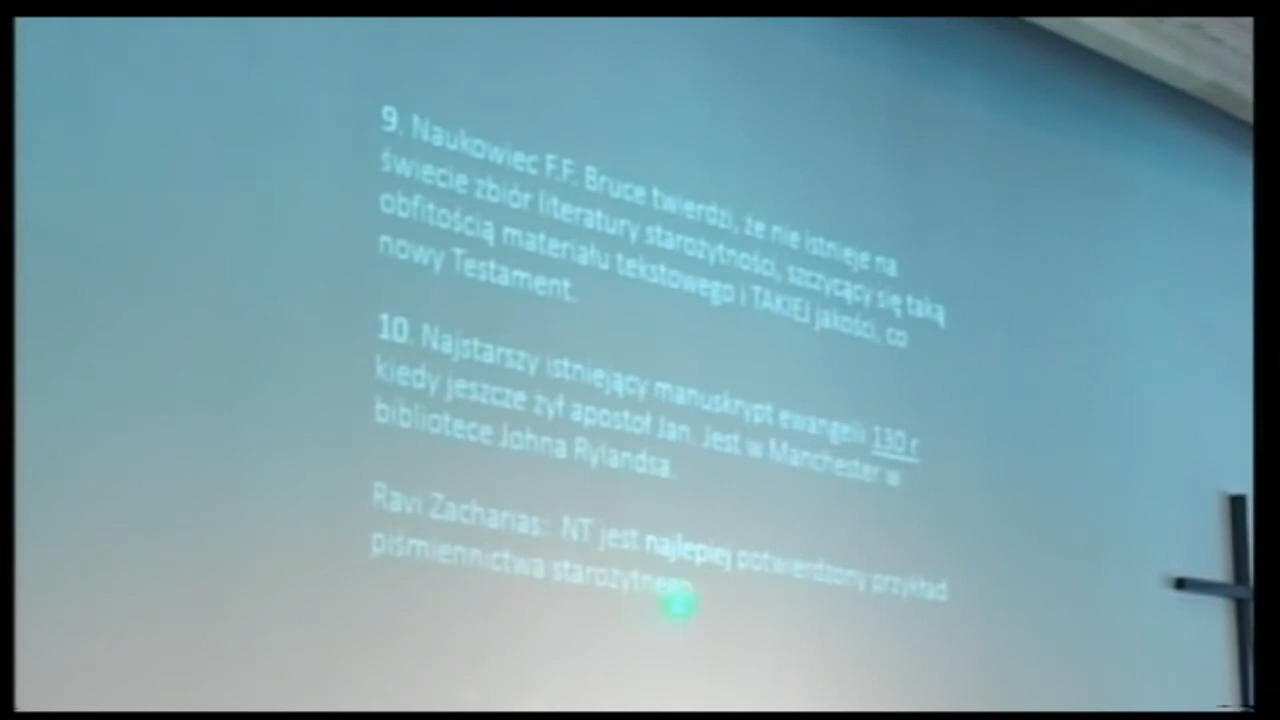 9. Naukowiec F.F. Bruce twierdzi, że nie istnieje na
świecie zbiór literatury starożytności, szczycący się taką
obfitością materiału tekstowego i TAKIEJ jakości, co
nowy Testament.
10. Najstarszy istniejący manuskrypt ewangelii 130 r
kiedy jeszcze żył apostoł Jan. Jest w Manchester w
bibliotece Johna Rylandsa.
Ravi Zacharias: NT jest najlepiej potwierdzony przykład
piśmiennictwa starożytnego